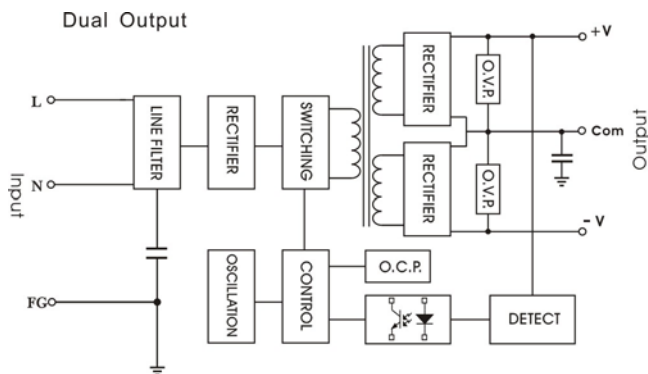 Dual Output
L
N
FG
Input
LINE FILTER
RECTIFIER
SWITCHING
RECTIFIER
RECTIFIER
O.V.P.
O.V.P.
+V
Com
- V
Output
OSCILLATION
CONTROL
O.C.P.
DETECT